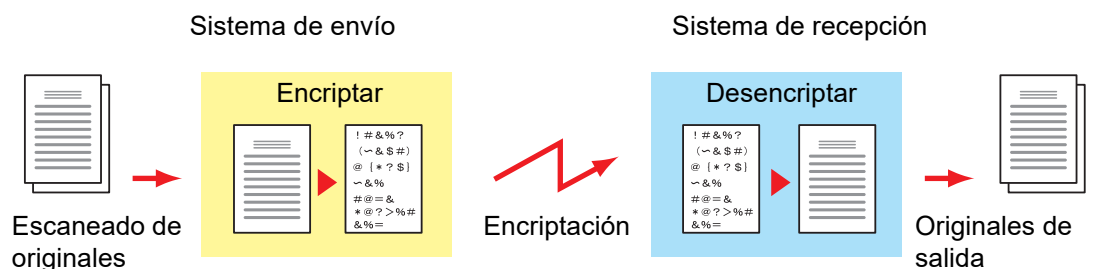 Sistema de envío
Sistema de recepción
Encriptar
Desencriptar
!#&%?
(∽&$#)
@{*?$}
∽&%
#@=&
*@?>%#
&%=
!#&%?
(∽&$#)
@{*?$}
∽&%
#@=&
*@?>%#
&%=
Escaneado de
originales
Encriptación
Originales de
salida